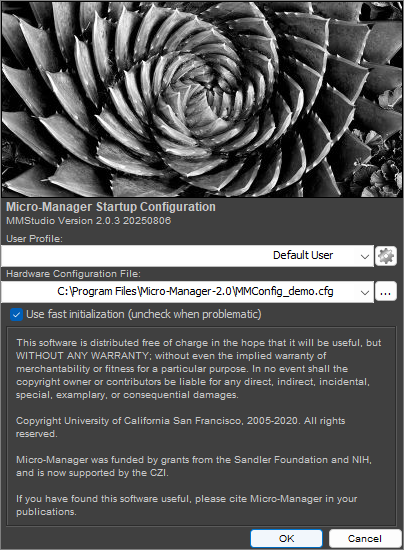 Micro-Manager Startup Configuration
MMStudio Version 2.0.3 20250806
User Profile:
Default User
Hardware Configuration File:
C:\Program Files\Micro-Manager-2.0\MMConfig_demo.cfg
...
Use fast initialization (uncheck when problematic)
This software is distributed free of charge in the hope that it will be useful, but
WITHOUT ANY WARRANTY; without even the implied warranty of
merchantability or fitness for a particular purpose. In no event shall the
copyright owner or contributors be liable for any direct, indirect, incidental,
special, examplary, or consequential damages.
Copyright University of California San Francisco, 2005-2020. All rights
reserved.
Micro-Manager was funded by grants from the Sandler Foundation and NIH,
and is now supported by the CZI.
If you have found this software useful, please cite Micro-Manager in your
publications.
OK
Cancel